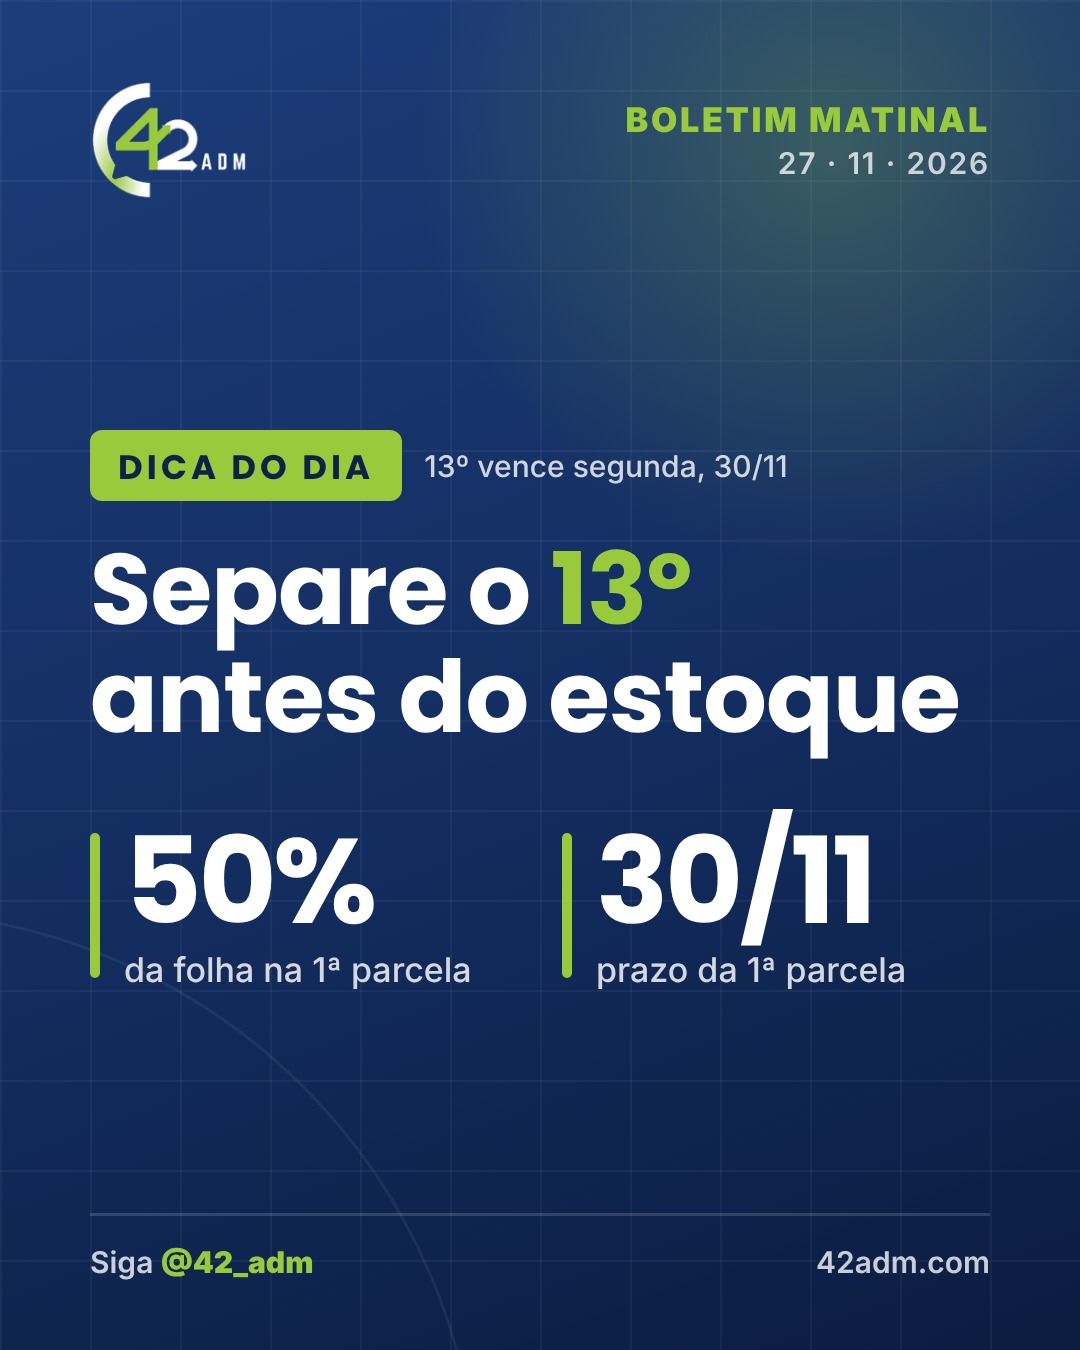 42 ADM
BOLETIM MATINAL
27 · 11 · 2026
DICA DO DIA
13º vence segunda, 30/11
Separe o 13º
antes do estoque
50%
da folha na 1ª parcela
30/11
prazo da 1ª parcela
Siga @42_adm
42adm.com